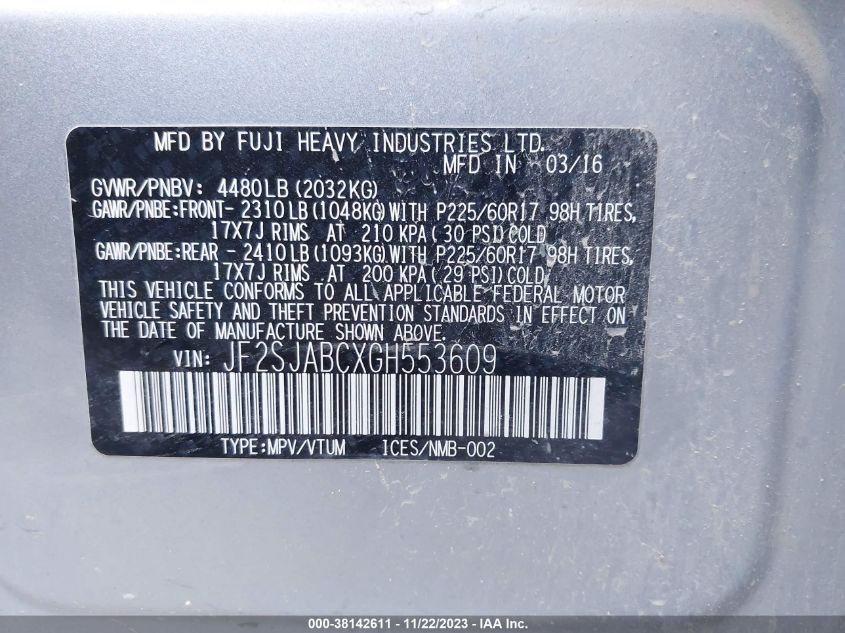 MFD BY FUJI HEAVY INDUSTRIES LTD.
MFD IN 03/16
GVWR/PNBV: 4480LB (2032KG)
GAWR/PNBE:FRONT- 2310LB (1048KG) WITH P225/60R17 98H TIRES,
17X7J RIMS AT 210 KPA (30 PSI) COLD
GAWR/PNBE:REAR - 2410LB (1093KG) WITH P225/60R17 98H TIRES,
17X7J RIMS AT 200 KPA (29 PSI) COLD
THIS VEHICLE CONFORMS TO ALL APPLICABLE FEDERAL MOTOR
VEHICLE SAFETY AND THEFT PREVENTION STANDARDS IN EFFECT ON
THE DATE OF MANUFACTURE SHOWN ABOVE.
VIN: JF2SJABCXGH553609
TYPE:MPV/VTUM ICES/NMB-002
000-38142611 - 11/22/2023 - IAA Inc.